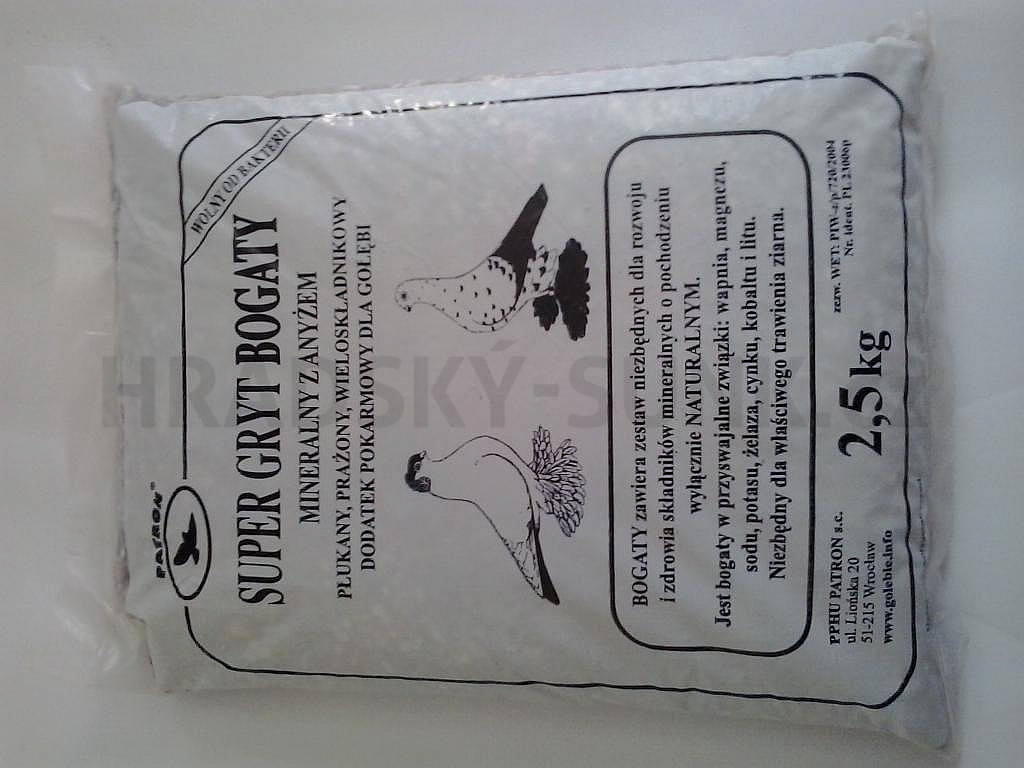 PATRON®
WOLNY OD BAKTERII
SUPER GRYT BOGATY
MINERALNY Z ANYŻEM
PŁUKANY, PRAŻONY, WIELOSKŁADNIKOWY
DODATEK POKARMOWY DLA GOŁĘBI
BOGATY zawiera zestaw niezbędnych dla rozwoju
i zdrowia składników mineralnych o pochodzeniu
wyłącznie NATURALNYM.
Jest bogaty w przyswajalne związki: wapnia, magnezu,
sodu, potasu, żelaza, cynku, kobaltu i litu.
Niezbędny dla właściwego trawienia ziarna.
PPHU PATRON s.c.
ul. Liońska 20
51-215 Wrocław
www.golebie.info
2,5kg
zezw. WET: PIW-z/p/720/2004
Nr. ident. PL 23000p
HRADSKÝ-